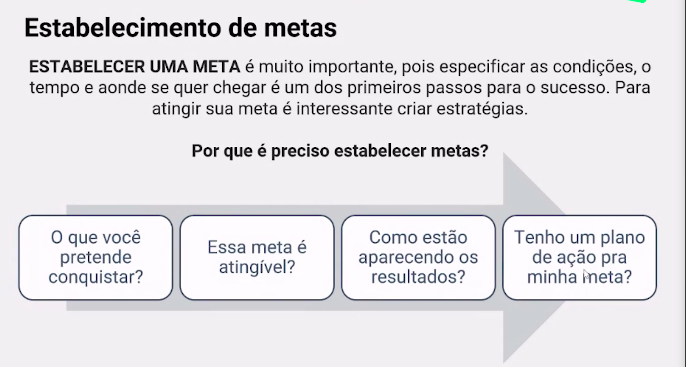 Estabelecimento de metas
ESTABELECER UMA META é muito importante, pois especificar as condições, o
tempo e aonde se quer chegar é um dos primeiros passos para o sucesso. Para
atingir sua meta é interessante criar estratégias.
Por que é preciso estabelecer metas?
O que você
pretende
conquistar?
Essa meta é
atingível?
Como estão
aparecendo os
resultados?
Tenho um plano
de ação pra
minha meta?